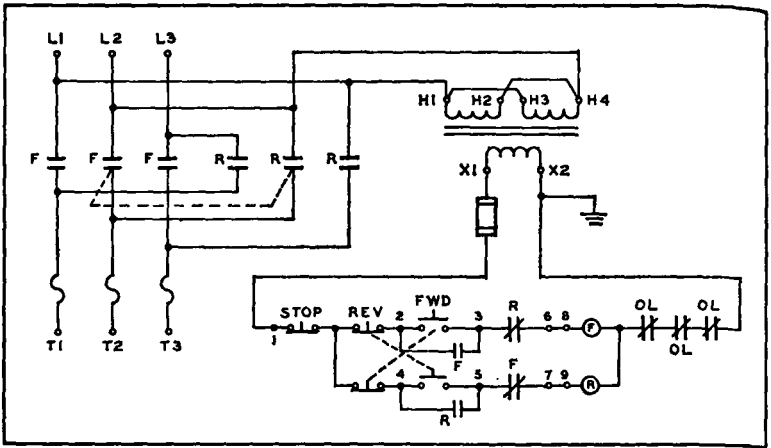 L1 L2 L3
H1 H2 H3 H4
F F F R R R
X1 X2
STOP REV 2 FWD 3 R 6 8 F OL OL
1 F OL
4 5 F 7 9 R
R
T1 T2 T3